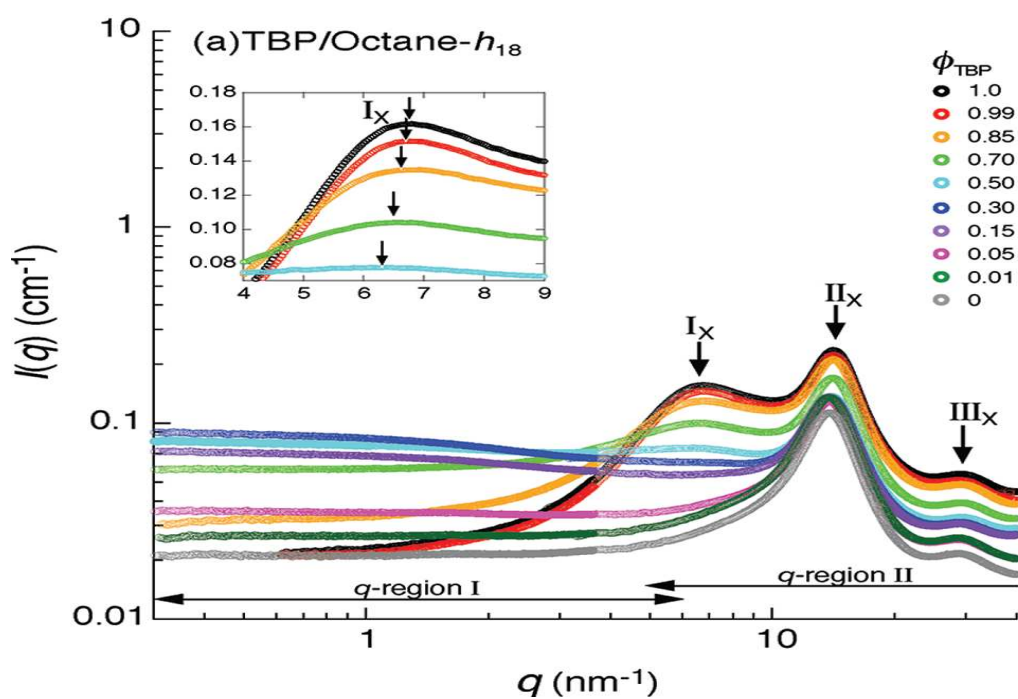 10
(a)TBP/Octane-h18
0.18
0.16
0.14
0.12
0.10
0.08
4 5 6 7 8 9
IX
ϕTBP
1.0
0.99
0.85
0.70
0.50
0.30
0.15
0.05
0.01
0
1
I(q) (cm-1)
IX
IIX
IIIX
0.1
q-region I
q-region II
0.01
1 10
q (nm-1)